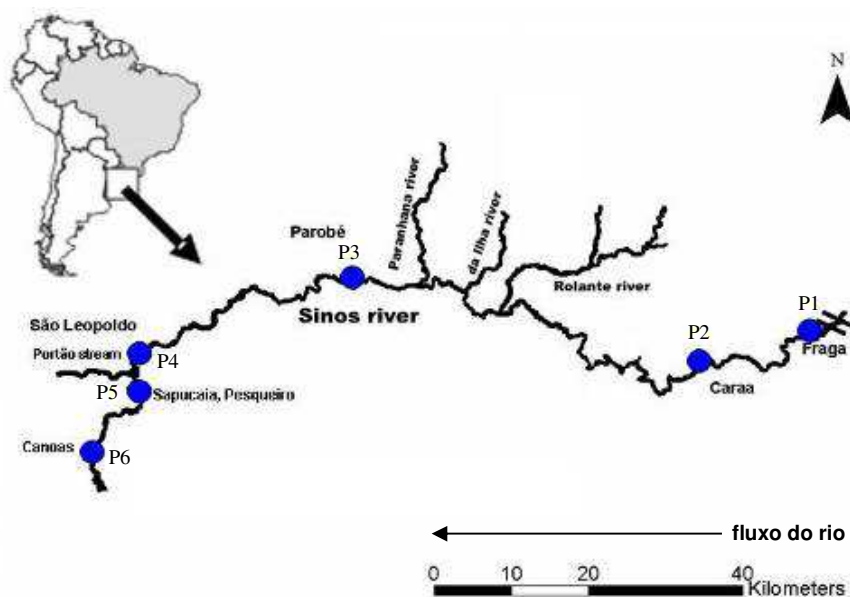 N
Paranhana river
da Ilha river
Parobé
P3
Rolante river
Sinos river
P1
Fraga
P2
Caraa
São Leopoldo
Portão stream
P4
P5
Sapucaia, Pesqueiro
Canoas
P6
fluxo do rio
0 10 20 40
Kilometers